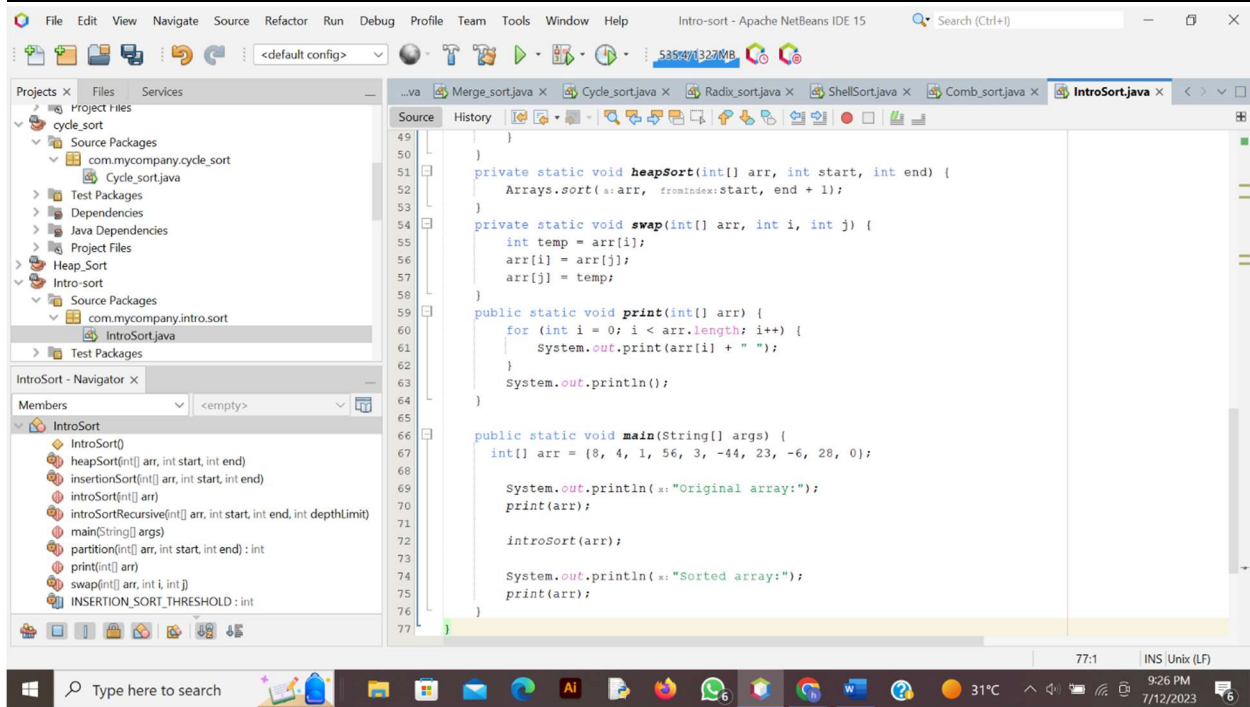 File Edit View Navigate Source Refactor Run Debug Profile Team Tools Window Help Intro-sort - Apache NetBeans IDE 15 Search (Ctrl+I)
<default config>
Projects × Files Services
Project Files
cycle_sort
Source Packages
com.mycompany.cycle_sort
Cycle_sort.java
Test Packages
Dependencies
Java Dependencies
Project Files
Heap_Sort
Intro-sort
Source Packages
com.mycompany.intro.sort
IntroSort.java
Test Packages
IntroSort - Navigator ×
Members <empty>
IntroSort
IntroSort()
heapSort(int[] arr, int start, int end)
insertionSort(int[] arr, int start, int end)
introSort(int[] arr)
introSortRecursive(int[] arr, int start, int end, int depthLimit)
main(String[] args)
partition(int[] arr, int start, int end) : int
print(int[] arr)
swap(int[] arr, int i, int j)
INSERTION_SORT_THRESHOLD : int
...va Merge_sort.java × Cycle_sort.java × Radix_sort.java × ShellSort.java × Comb_sort.java × IntroSort.java ×
Source History
49 }
50 }
51 private static void heapSort(int[] arr, int start, int end) {
52 Arrays.sort( a: arr, fromIndex: start, end + 1);
53 }
54 private static void swap(int[] arr, int i, int j) {
55 int temp = arr[i];
56 arr[i] = arr[j];
57 arr[j] = temp;
58 }
59 public static void print(int[] arr) {
60 for (int i = 0; i < arr.length; i++) {
61 System.out.print(arr[i] + " ");
62 }
63 System.out.println();
64 }
65
66 public static void main(String[] args) {
67 int[] arr = {8, 4, 1, 56, 3, -44, 23, -6, 28, 0};
68
69 System.out.println( x: "Original array:");
70 print(arr);
71
72 introSort(arr);
73
74 System.out.println( x: "Sorted array:");
75 print(arr);
76 }
77 }
77:1 INS Unix (LF)
Type here to search Ai 6 31°C 9:26 PM
7/12/2023 6